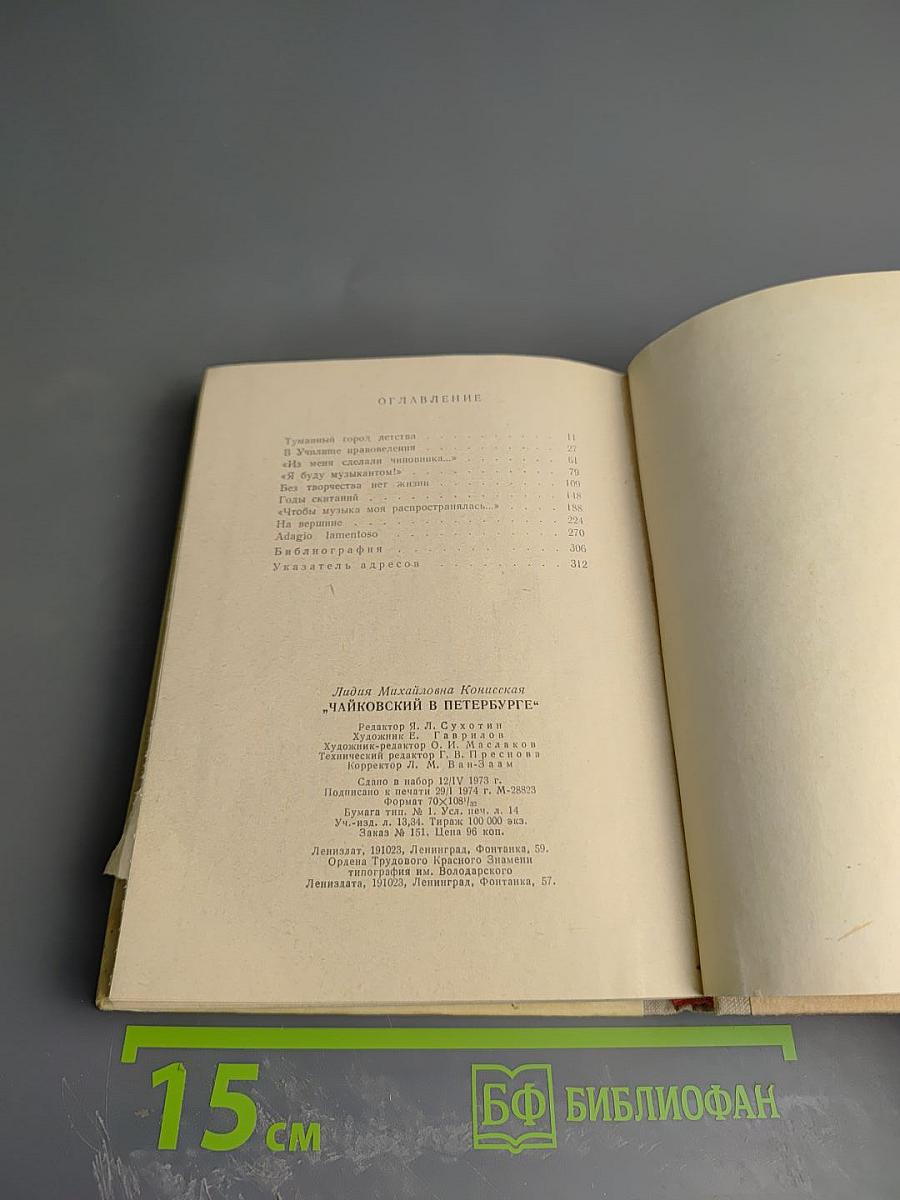 ОГЛАВЛЕНИЕ
Туманный город детства . . . . . . . . . . 11
В Училище правоведения . . . . . . . . . . 27
«Из меня сделали чиновника...» . . . . . . . 61
«Я буду музыкантом!» . . . . . . . . . . . 79
Без творчества нет жизни . . . . . . . . . 109
Годы скитаний . . . . . . . . . . . . . . 148
«Чтобы музыка моя распространялась...» . . . . 188
На вершине . . . . . . . . . . . . . . . 224
Adagio lamentoso . . . . . . . . . . . . 270
Библиография . . . . . . . . . . . . 306
Указатель адресов . . . . . . . . . . 312
Лидия Михайловна Конисская
„ЧАЙКОВСКИЙ В ПЕТЕРБУРГЕ“
Редактор Я. Л. Сухотин
Художник Е. Гаврилов
Художник-редактор О. И. Маслаков
Технический редактор Г. В. Преснова
Корректор Л. М. Ван-Заам
Сдано в набор 12/IV 1973 г.
Подписано к печати 29/I 1974 г. М-28823
Формат 70×108¹/₃₂
Бумага тип. № 1. Усл. печ. л. 14
Уч.-изд. л. 13,34. Тираж 100 000 экз.
Заказ № 151. Цена 96 коп.
Лениздат, 191023, Ленинград, Фонтанка, 59.
Ордена Трудового Красного Знамени
типография им. Володарского
Лениздата, 191023, Ленинград, Фонтанка, 57.
15 см
БФ БИБЛИОФАН